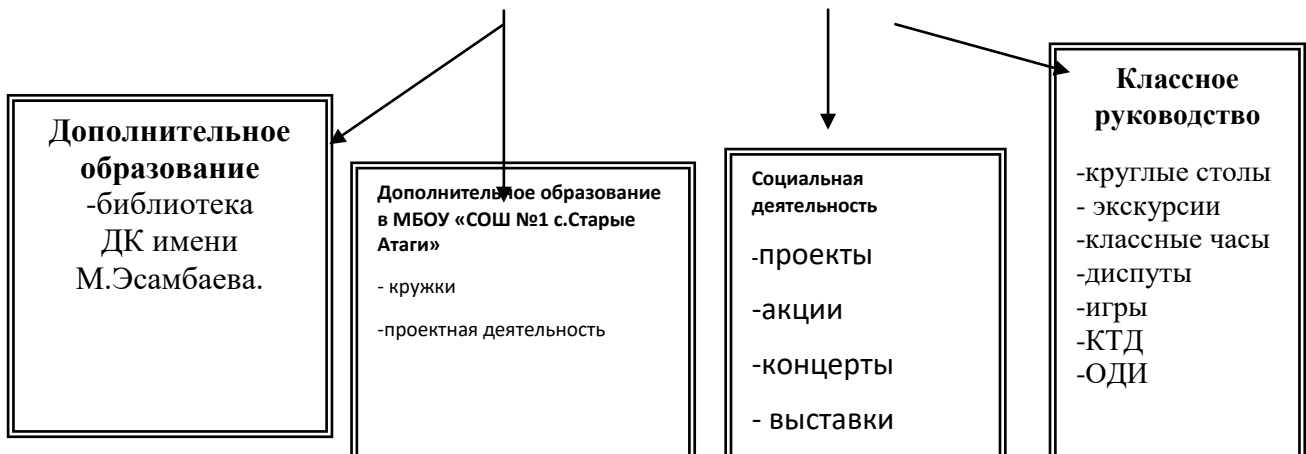 Дополнительное
образование
-библиотека
ДК имени
М.Эсамбаева.
Дополнительное образование
в МБОУ «СОШ №1 с.Старые
Атаги»
- кружки
-проектная деятельность
Социальная
деятельность
-проекты
-акции
-концерты
- выставки
Классное
руководство
-круглые столы
- экскурсии
-классные часы
-диспуты
-игры
-КТД
-ОДИ